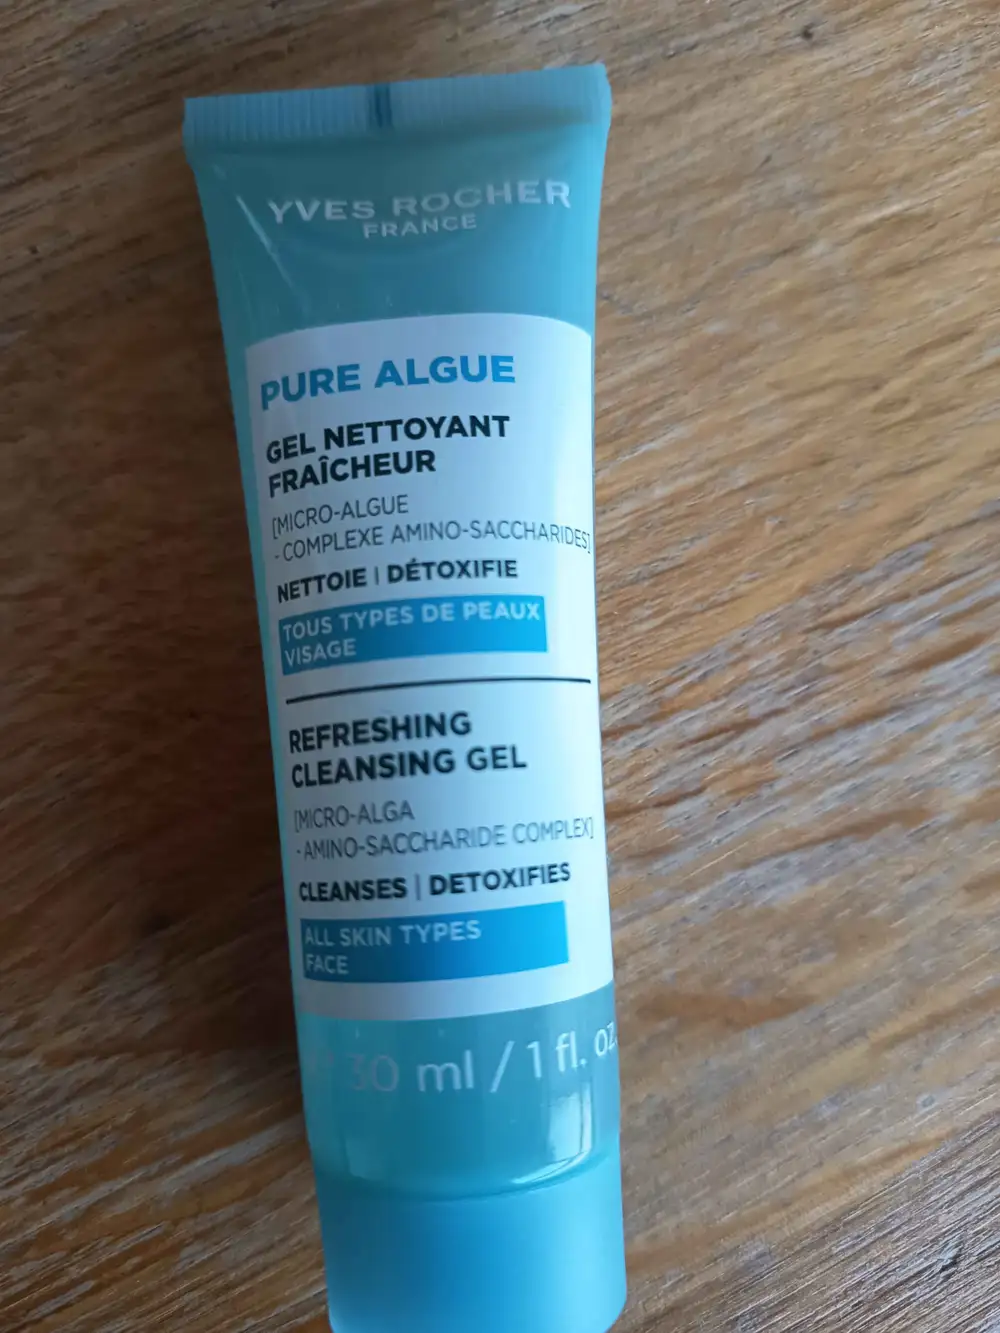 YVES ROCHER
FRANCE
PURE ALGUE
GEL NETTOYANT
FRAÎCHEUR
[MICRO-ALGUE
- COMPLEXE AMINO-SACCHARIDES]
NETTOIE | DÉTOXIFIE
TOUS TYPES DE PEAUX
VISAGE
REFRESHING
CLEANSING GEL
[MICRO-ALGA
- AMINO-SACCHARIDE COMPLEX]
CLEANSES | DETOXIFIES
ALL SKIN TYPES
FACE
30 ml / 1 fl. oz.